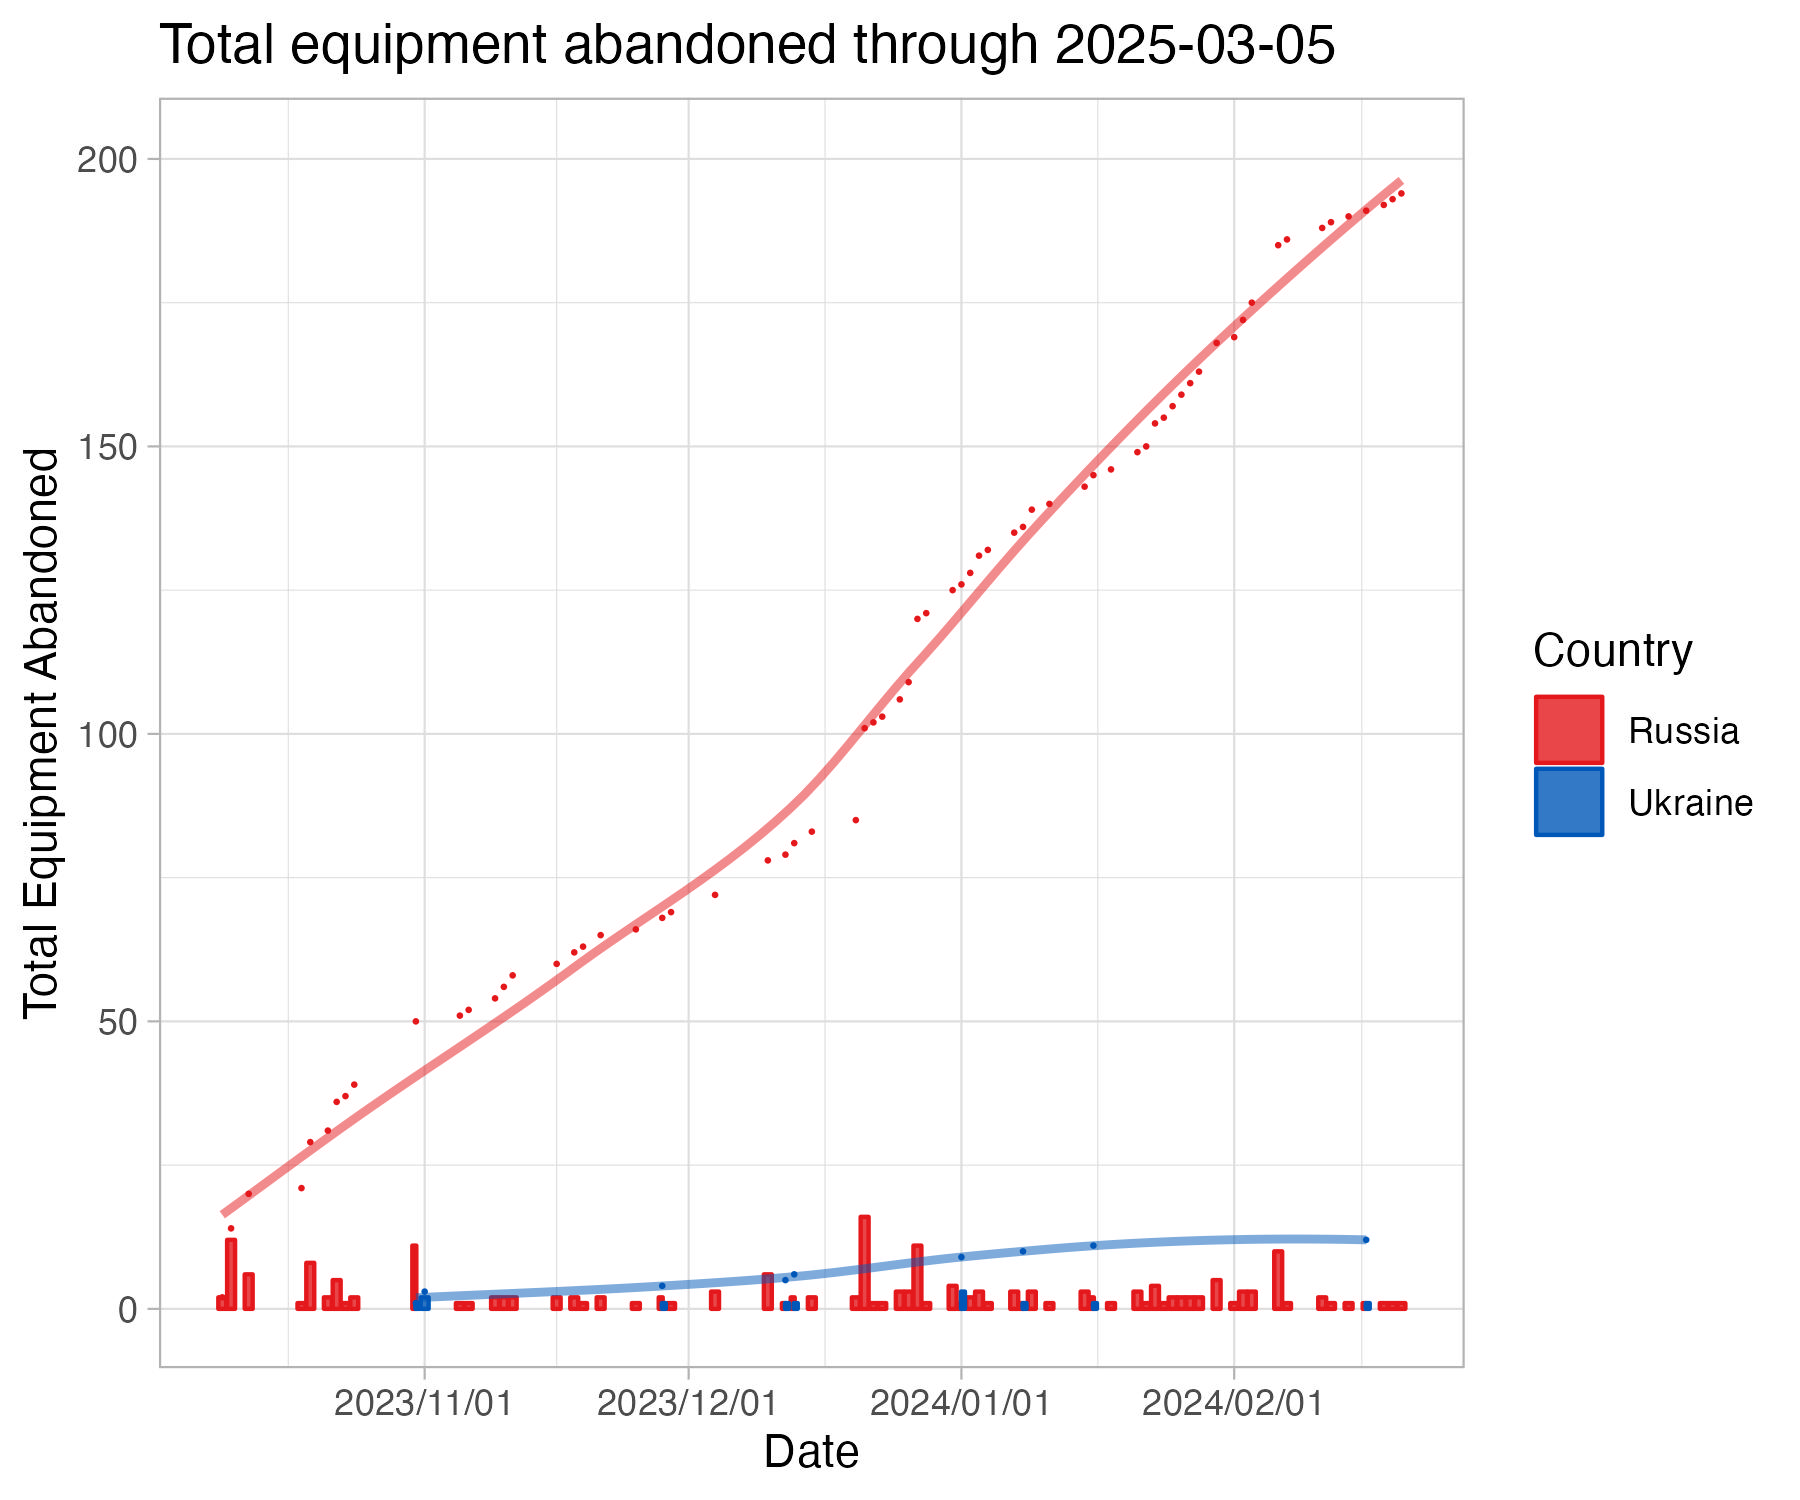 Total equipment abandoned through 2025-03-05
Total Equipment Abandoned
200
150
100
50
0
2023/11/01
2023/12/01
2024/01/01
2024/02/01
Date
Country
Russia
Ukraine